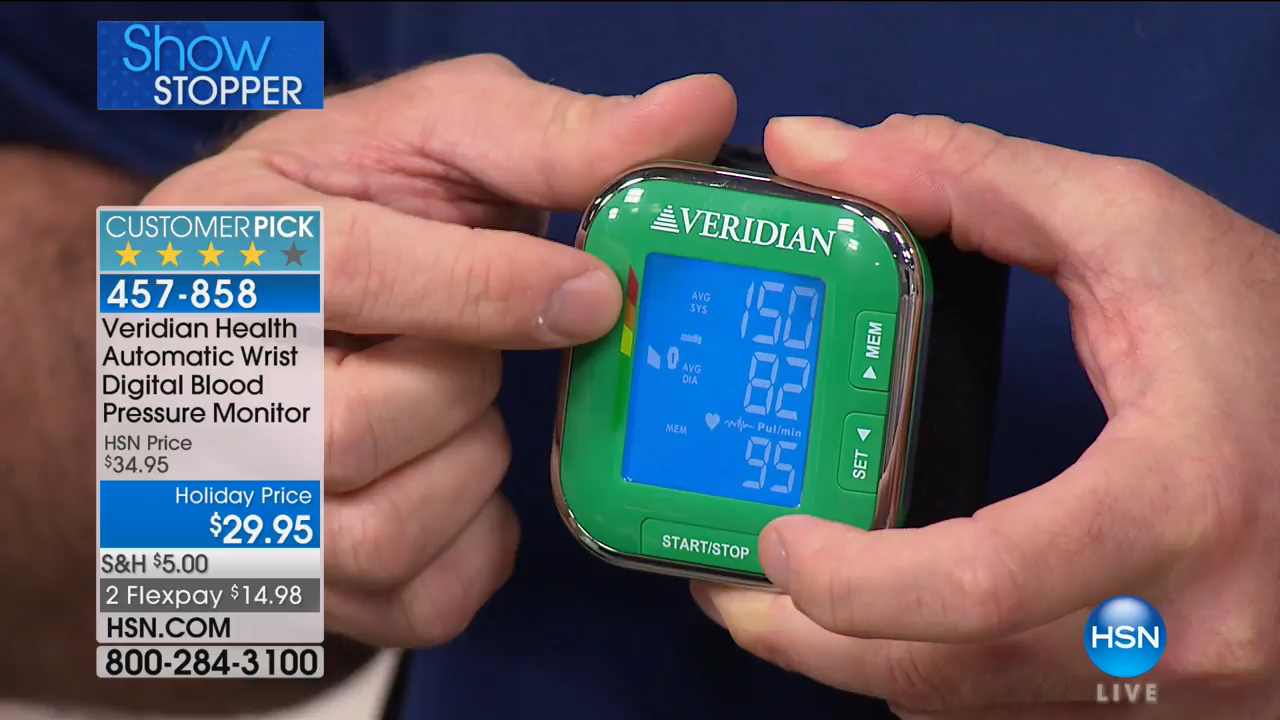 Show
STOPPER
CUSTOMER PICK
457-858
Veridian Health
Automatic Wrist
Digital Blood
Pressure Monitor
HSN Price
$34.95
Holiday Price
$29.95
S&H $5.00
2 Flexpay $14.98
HSN.COM
800-284-3100
VERIDIAN
AVG
SYS
150
mmHg
AVG
DIA
82
MEM
Pul/min
95
▲ MEM
SET ▼
START/STOP
HSN
LIVE